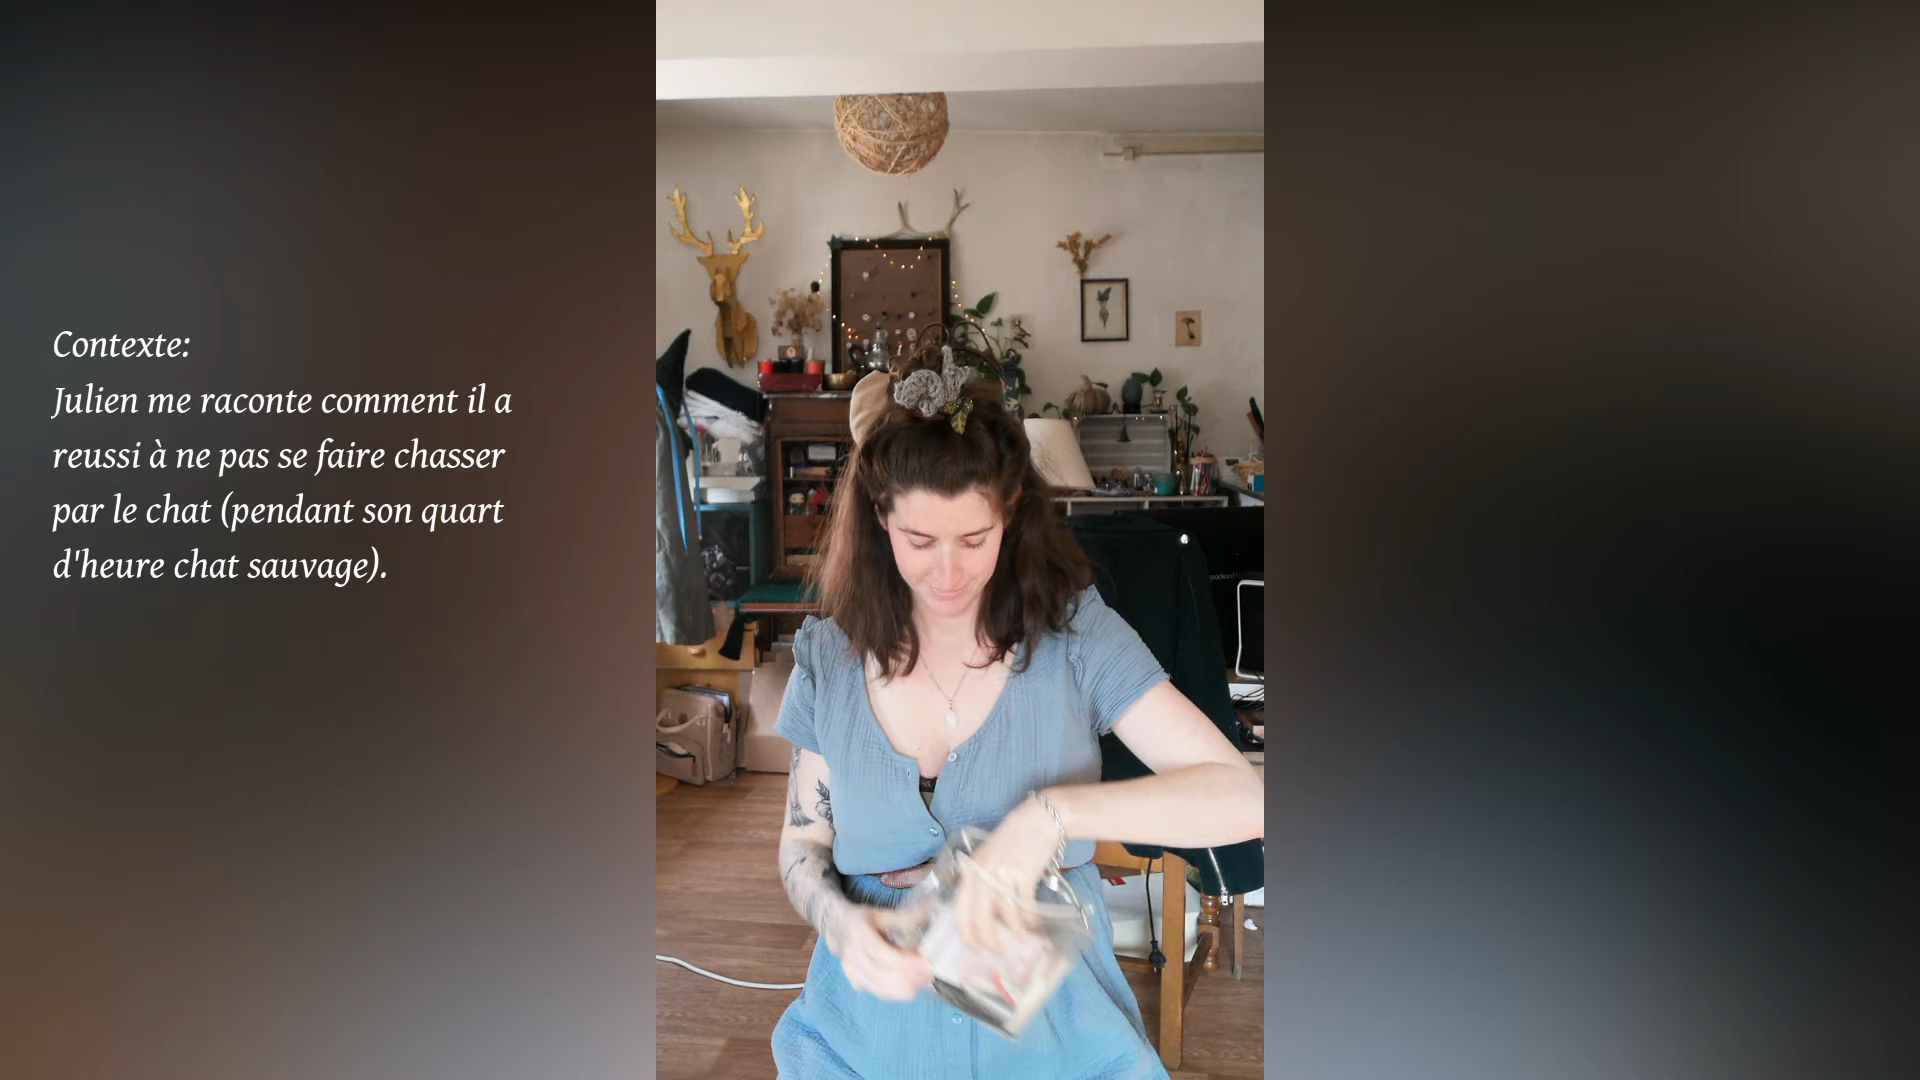 Contexte:
Julien me raconte comment il a
reussi à ne pas se faire chasser
par le chat (pendant son quart
d'heure chat sauvage).